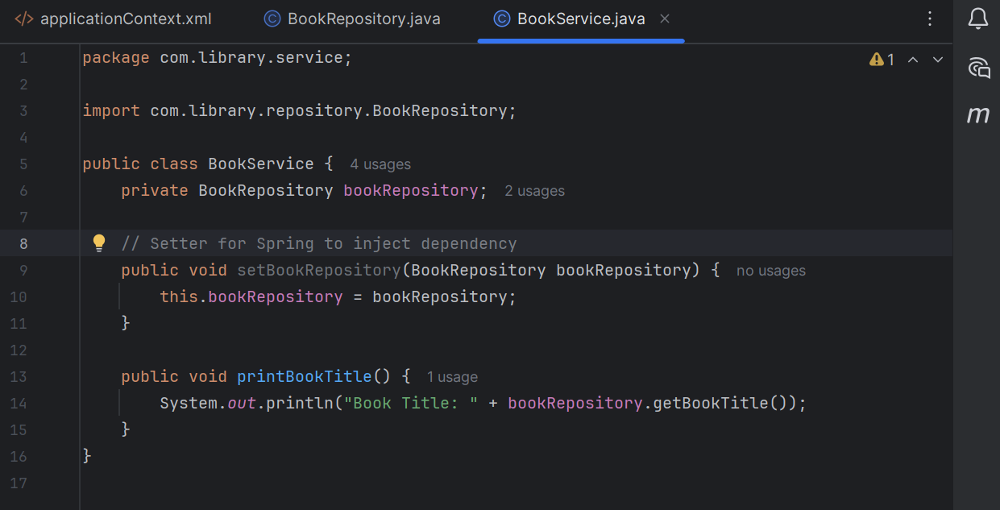 </> applicationContext.xml
C BookRepository.java
C BookService.java
1 package com.library.service;
1
2
3 import com.library.repository.BookRepository;
4
5 public class BookService { 4 usages
6 private BookRepository bookRepository; 2 usages
7
8 // Setter for Spring to inject dependency
9 public void setBookRepository(BookRepository bookRepository) { no usages
10 this.bookRepository = bookRepository;
11 }
12
13 public void printBookTitle() { 1 usage
14 System.out.println("Book Title: " + bookRepository.getBookTitle());
15 }
16 }
17
m